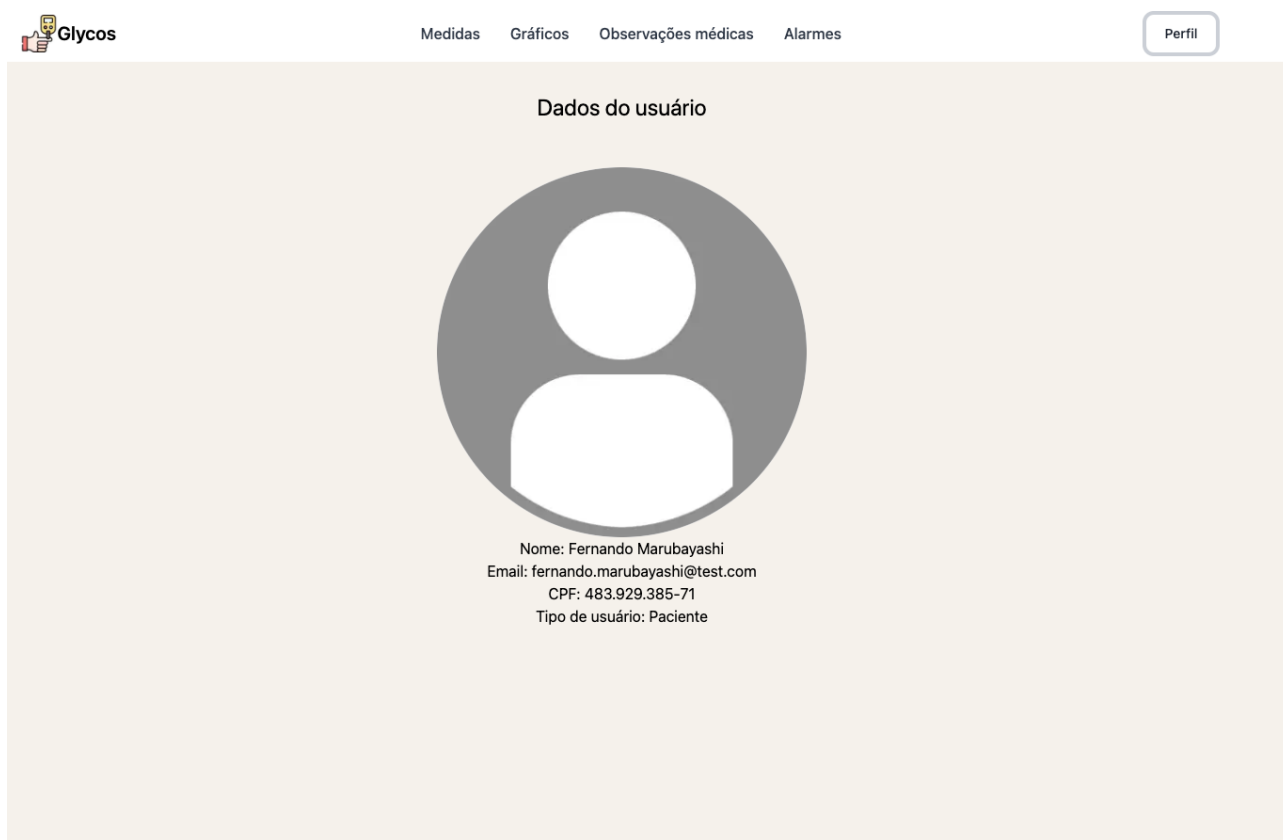 Glycos
Medidas Gráficos Observações médicas Alarmes
Perfil
Dados do usuário
Nome: Fernando Marubayashi
Email: fernando.marubayashi@test.com
CPF: 483.929.385-71
Tipo de usuário: Paciente